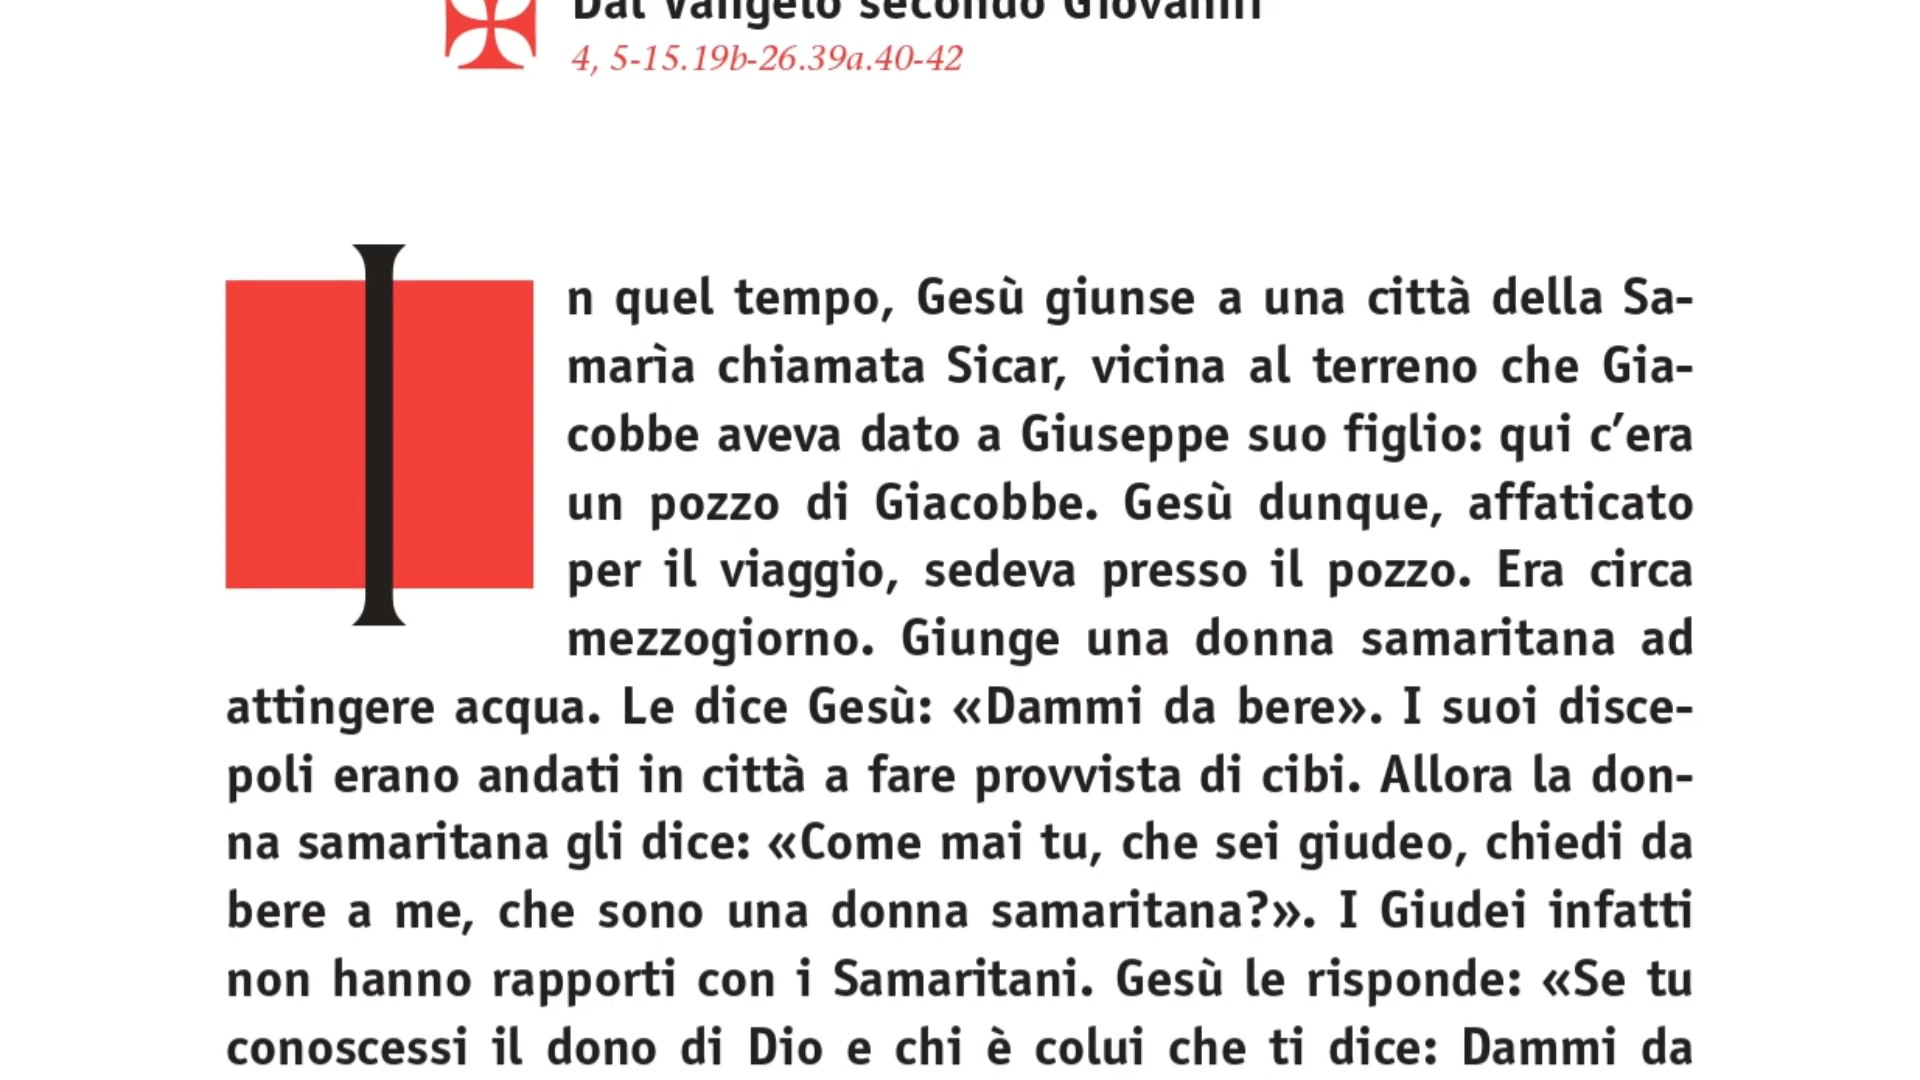 Dal Vangelo secondo Giovanni
4, 5-15.19b-26.39a.40-42
In quel tempo, Gesù giunse a una città della Sa-
marìa chiamata Sicar, vicina al terreno che Gia-
cobbe aveva dato a Giuseppe suo figlio: qui c’era
un pozzo di Giacobbe. Gesù dunque, affaticato
per il viaggio, sedeva presso il pozzo. Era circa
mezzogiorno. Giunge una donna samaritana ad
attingere acqua. Le dice Gesù: «Dammi da bere». I suoi disce-
poli erano andati in città a fare provvista di cibi. Allora la don-
na samaritana gli dice: «Come mai tu, che sei giudeo, chiedi da
bere a me, che sono una donna samaritana?». I Giudei infatti
non hanno rapporti con i Samaritani. Gesù le risponde: «Se tu
conoscessi il dono di Dio e chi è colui che ti dice: Dammi da